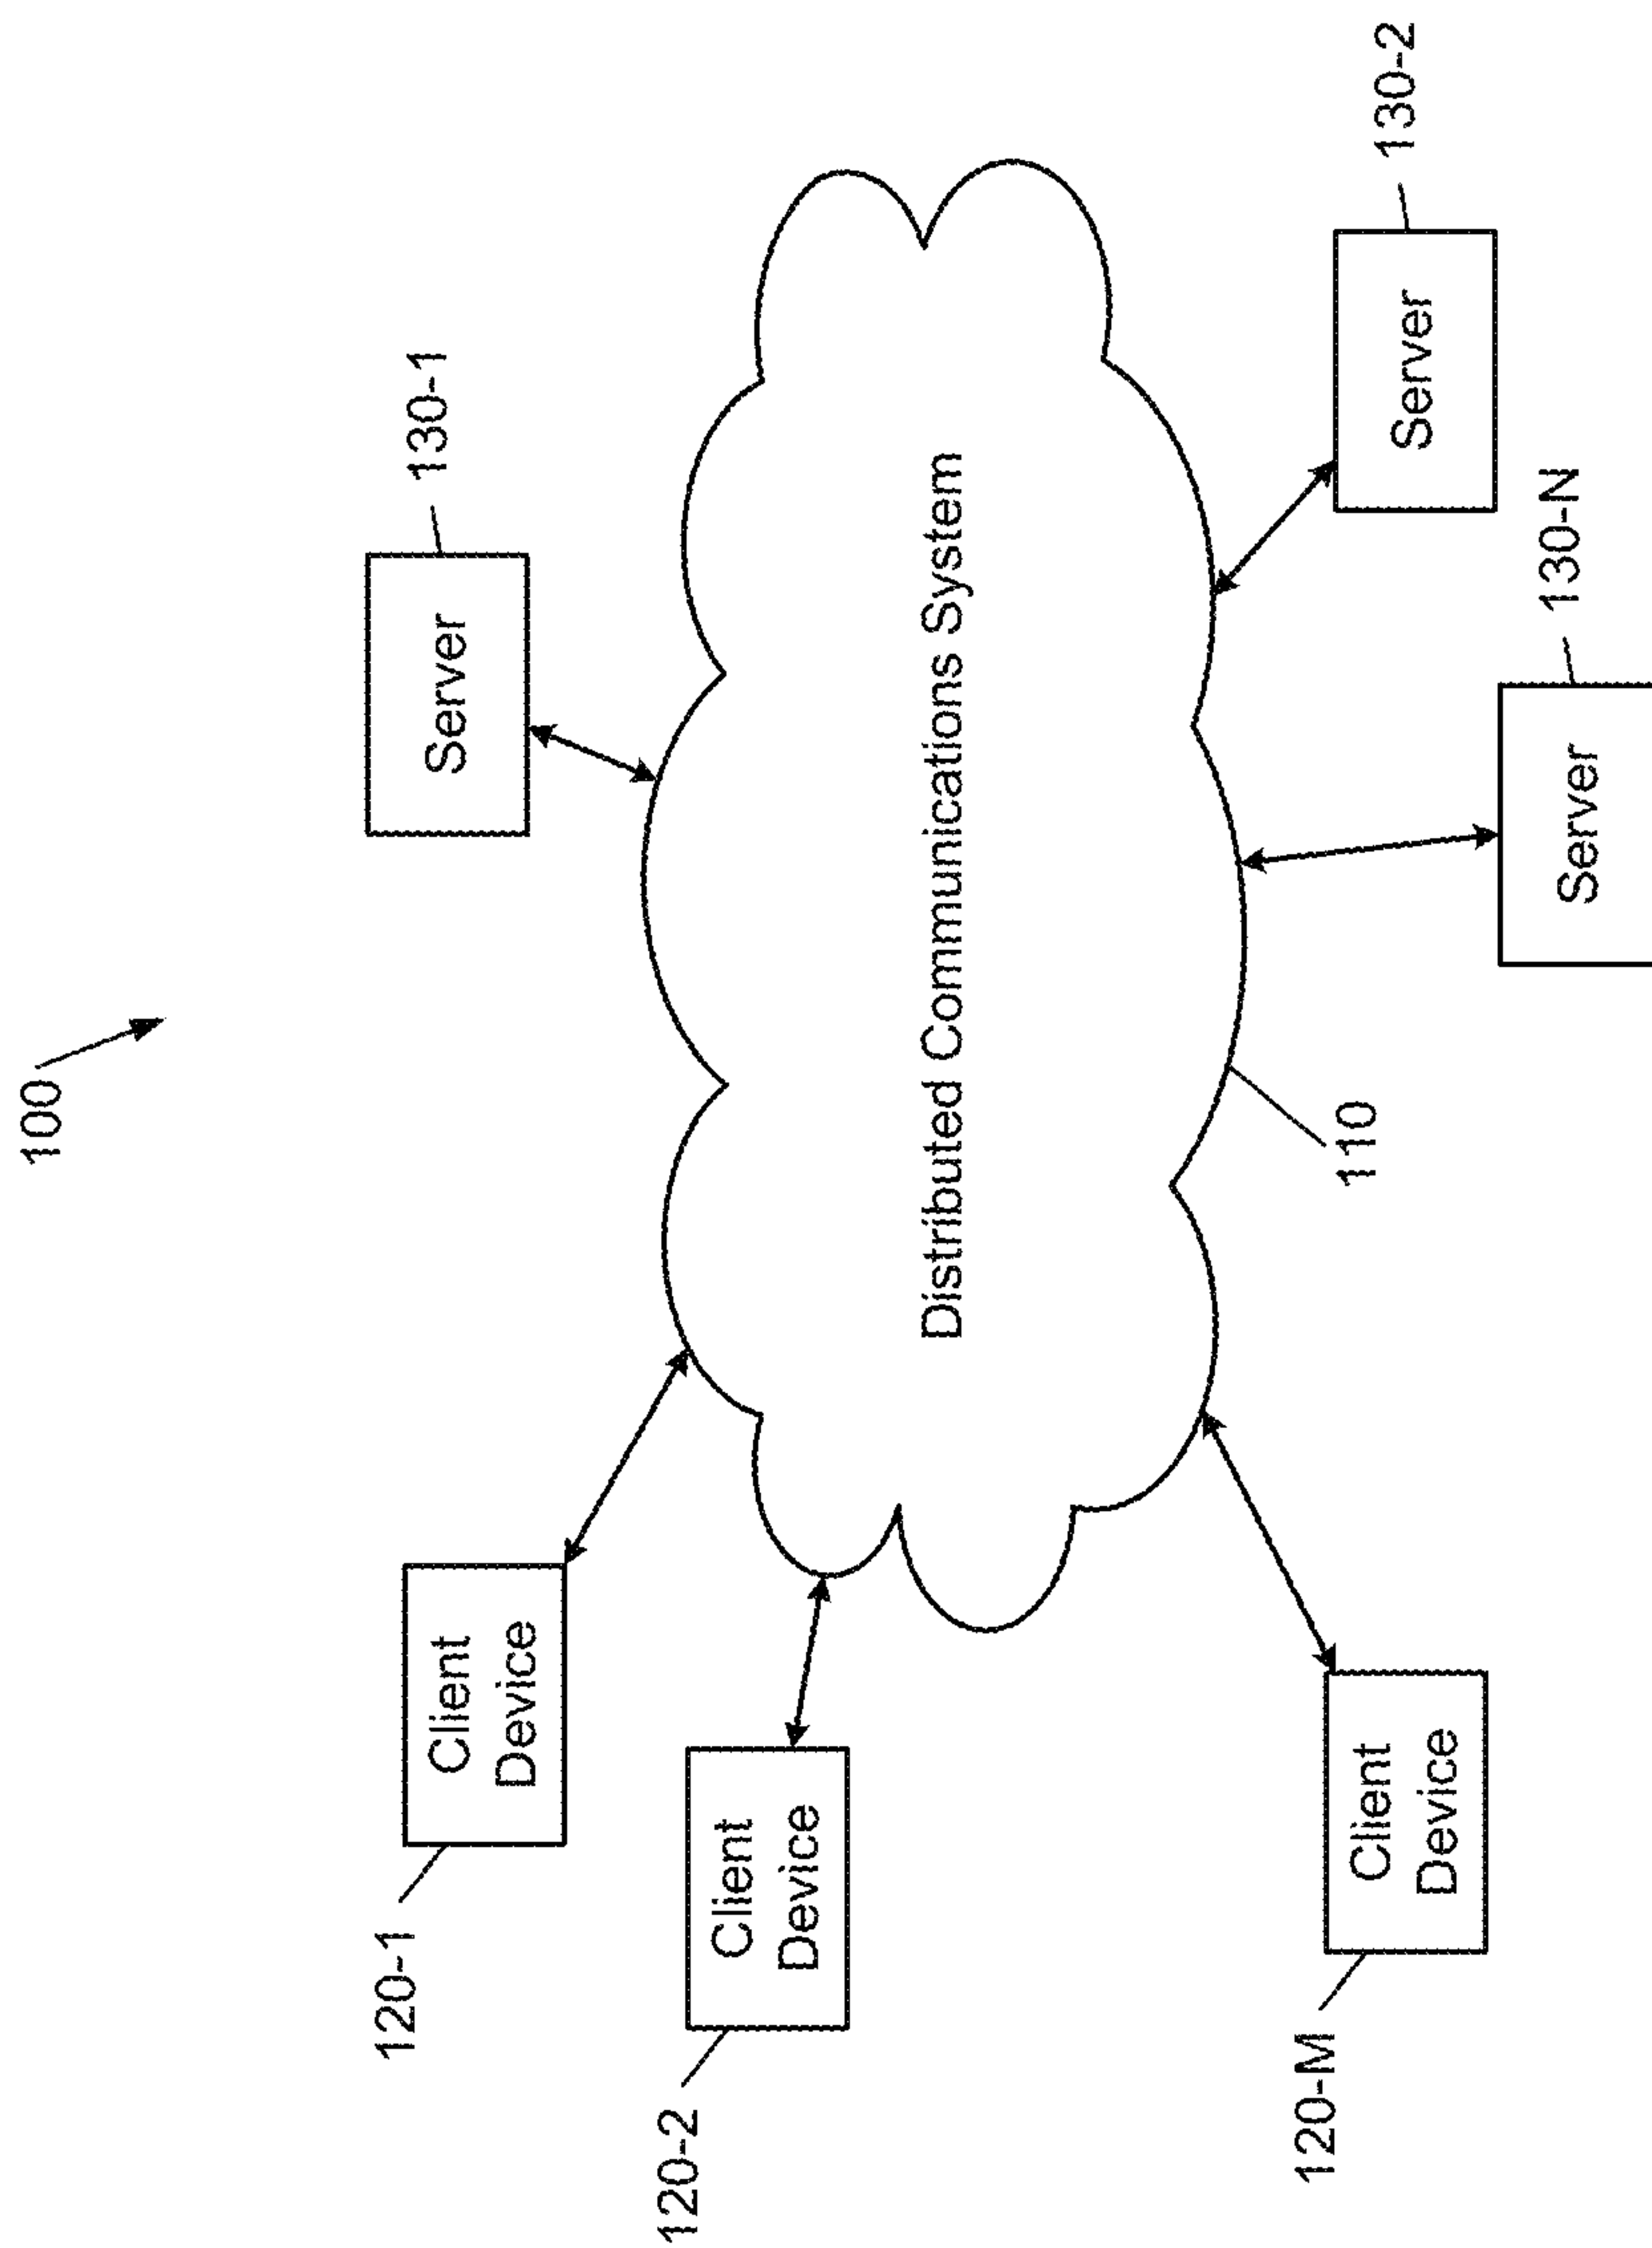 100
Server
130-1
Client
Device
120-1
Client
Device
120-2
Distributed Communications System
110
Server
130-2
Client
Device
120-M
Server
130-N